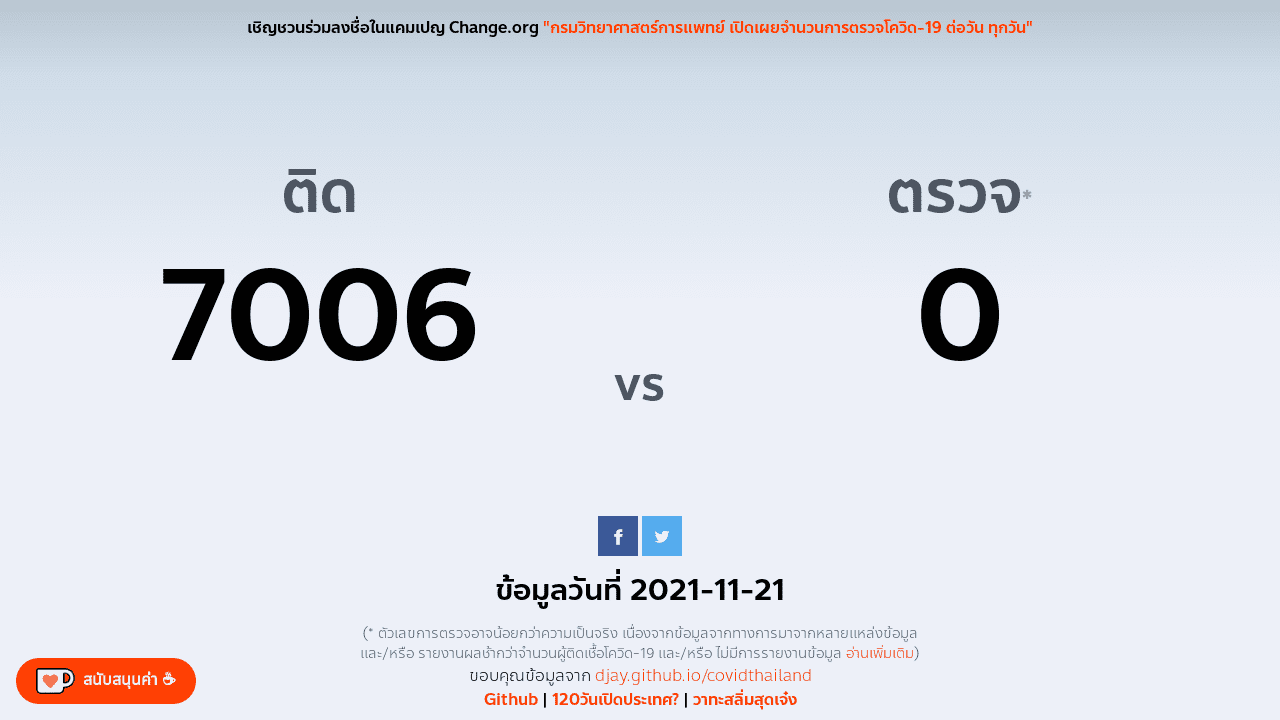 เชิญชวนร่วมลงชื่อในแคมเปญ Change.org "กรมวิทยาศาสตร์การแพทย์ เปิดเผยจำนวนการตรวจโควิด-19 ต่อวัน ทุกวัน"
ติด
ตรวจ*
7006
0
vs
ข้อมูลวันที่ 2021-11-21
(* ตัวเลขการตรวจอาจน้อยกว่าความเป็นจริง เนื่องจากข้อมูลจากทางการมาจากหลายแหล่งข้อมูล
และ/หรือ รายงานผลช้ากว่าจำนวนผู้ติดเชื้อโควิด-19 และ/หรือ ไม่มีการรายงานข้อมูล อ่านเพิ่มเติม)
ขอบคุณข้อมูลจาก djay.github.io/covidthailand
Github | 120วันเปิดประเทศ? | วาทะสลิ่มสุดเจ๋ง
สนับสนุนค่า ☕